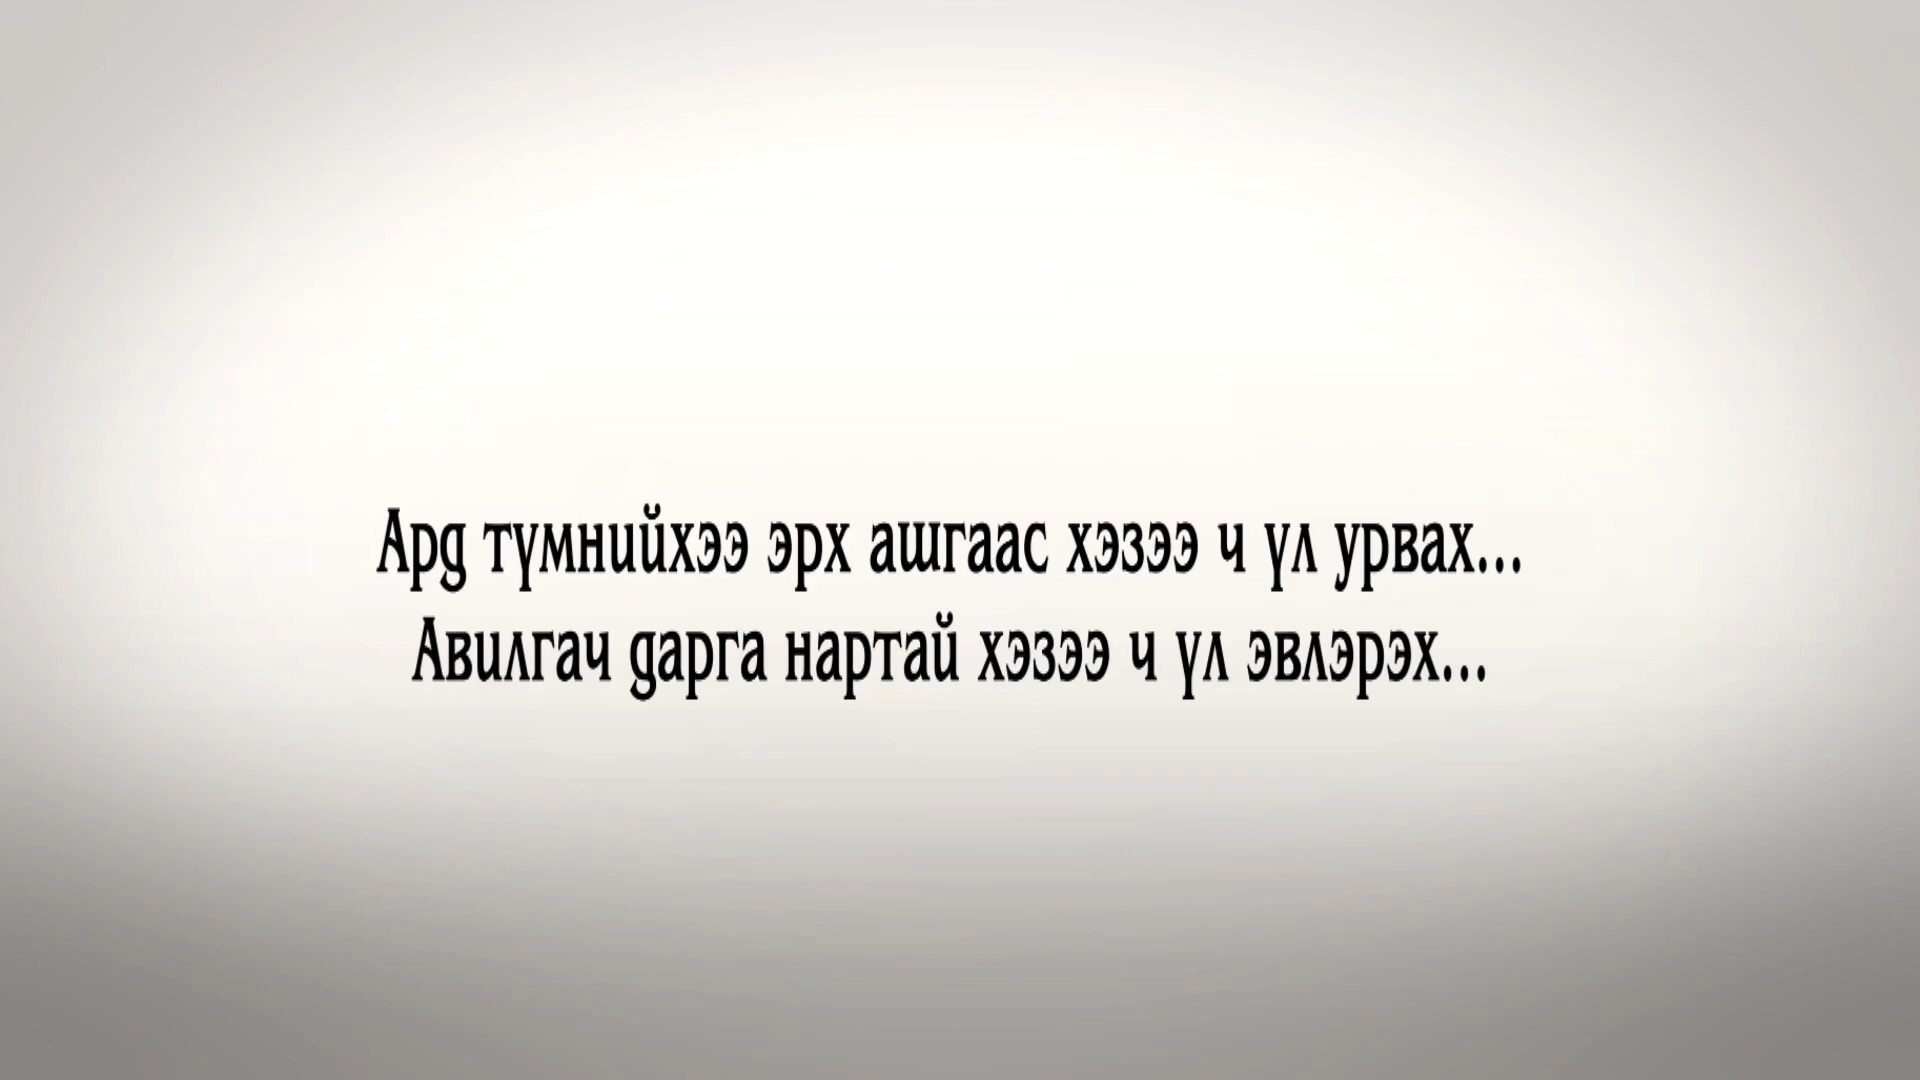 Ард түмнийхээ эрх ашгаас хэзээ ч үл урвах...
Авилгач дарга нартай хэзээ ч үл эвлэрэх...